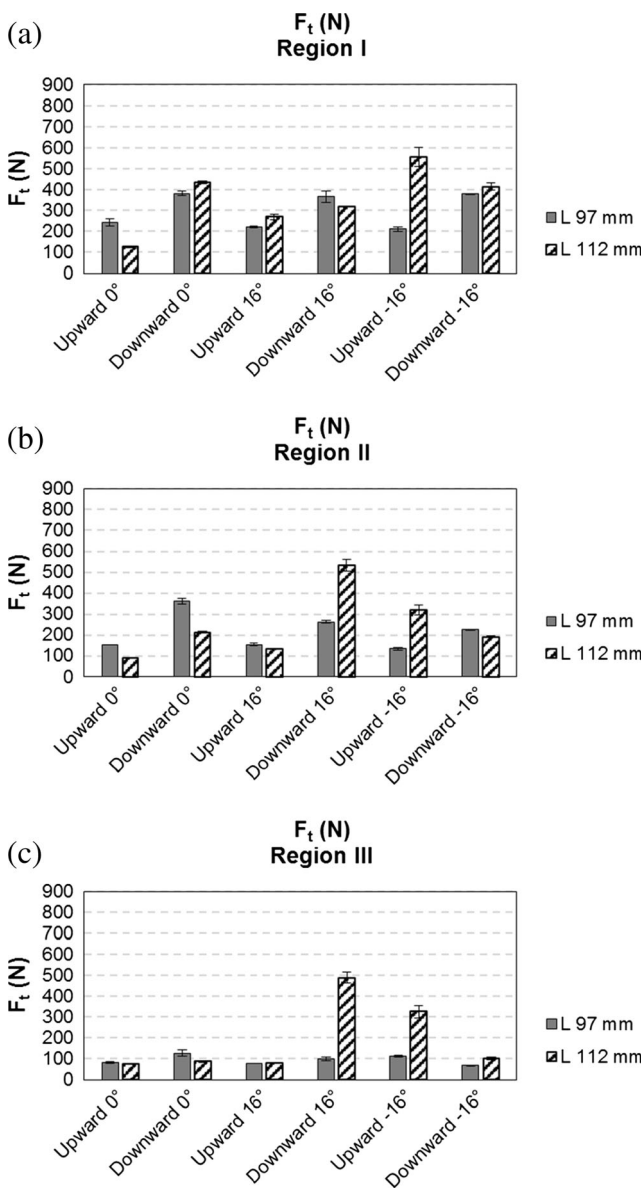 (a)
Fₜ (N)
Region I
Fₜ (N)
900
800
700
600
500
400
300
200
100
0
Upward 0°
Downward 0°
Upward 16°
Downward 16°
Upward -16°
Downward -16°
L 97 mm
L 112 mm
(b)
Fₜ (N)
Region II
Fₜ (N)
900
800
700
600
500
400
300
200
100
0
Upward 0°
Downward 0°
Upward 16°
Downward 16°
Upward -16°
Downward -16°
L 97 mm
L 112 mm
(c)
Fₜ (N)
Region III
Fₜ (N)
900
800
700
600
500
400
300
200
100
0
Upward 0°
Downward 0°
Upward 16°
Downward 16°
Upward -16°
Downward -16°
L 97 mm
L 112 mm